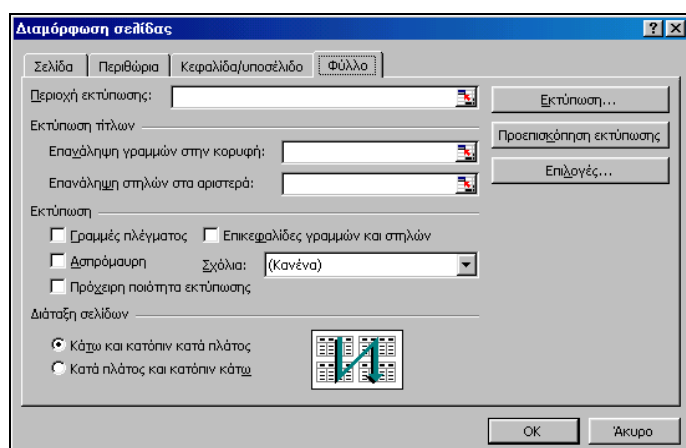 Διαμόρφωση σελίδας
Σελίδα Περιθώρια Κεφαλίδα/υποσέλιδο Φύλλο
Περιοχή εκτύπωσης:
Εκτύπωση...
Εκτύπωση τίτλων
Προεπισκόπηση εκτύπωσης
Επανάληψη γραμμών στην κορυφή:
Επανάληψη στηλών στα αριστερά:
Επιλογές...
Εκτύπωση
Γραμμές πλέγματος Επικεφαλίδες γραμμών και στηλών
Ασπρόμαυρη Σχόλια: (Κανένα)
Πρόχειρη ποιότητα εκτύπωσης
Διάταξη σελίδων
Κάτω και κατόπιν κατά πλάτος
Κατά πλάτος και κατόπιν κάτω
OK Άκυρο